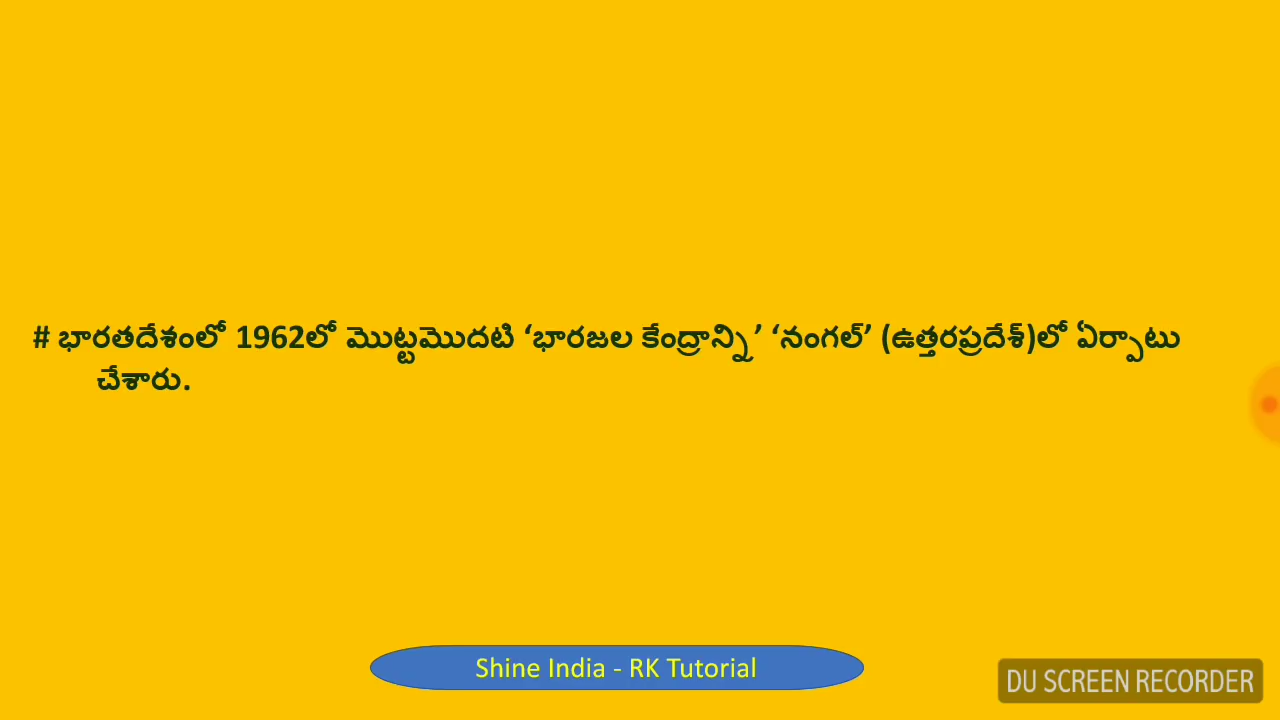 # భారతదేశంలో 1962లో మొట్టమొదటి ‘భారజల కేంద్రాన్ని’ ‘నంగల్’ (ఉత్తరప్రదేశ్)లో ఏర్పాటు
చేశారు.
Shine India - RK Tutorial
DU SCREEN RECORDER